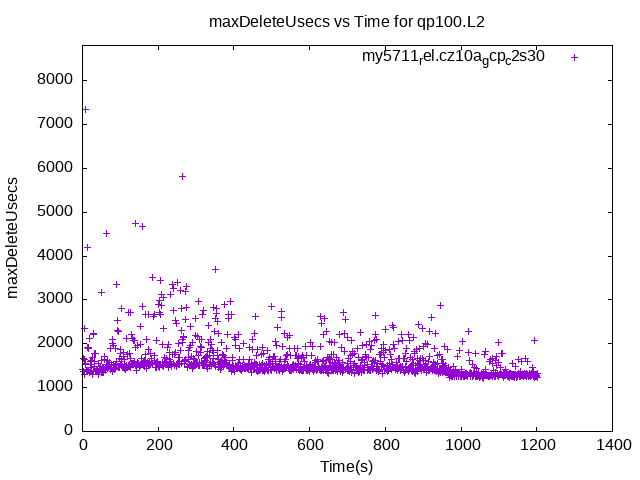 maxDeleteUsecs vs Time for qp100.L2
my5711rel.cz10agcpc2s30
8000
7000
6000
5000
4000
3000
2000
1000
0
maxDeleteUsecs
0 200 400 600 800 1000 1200 1400
Time(s)